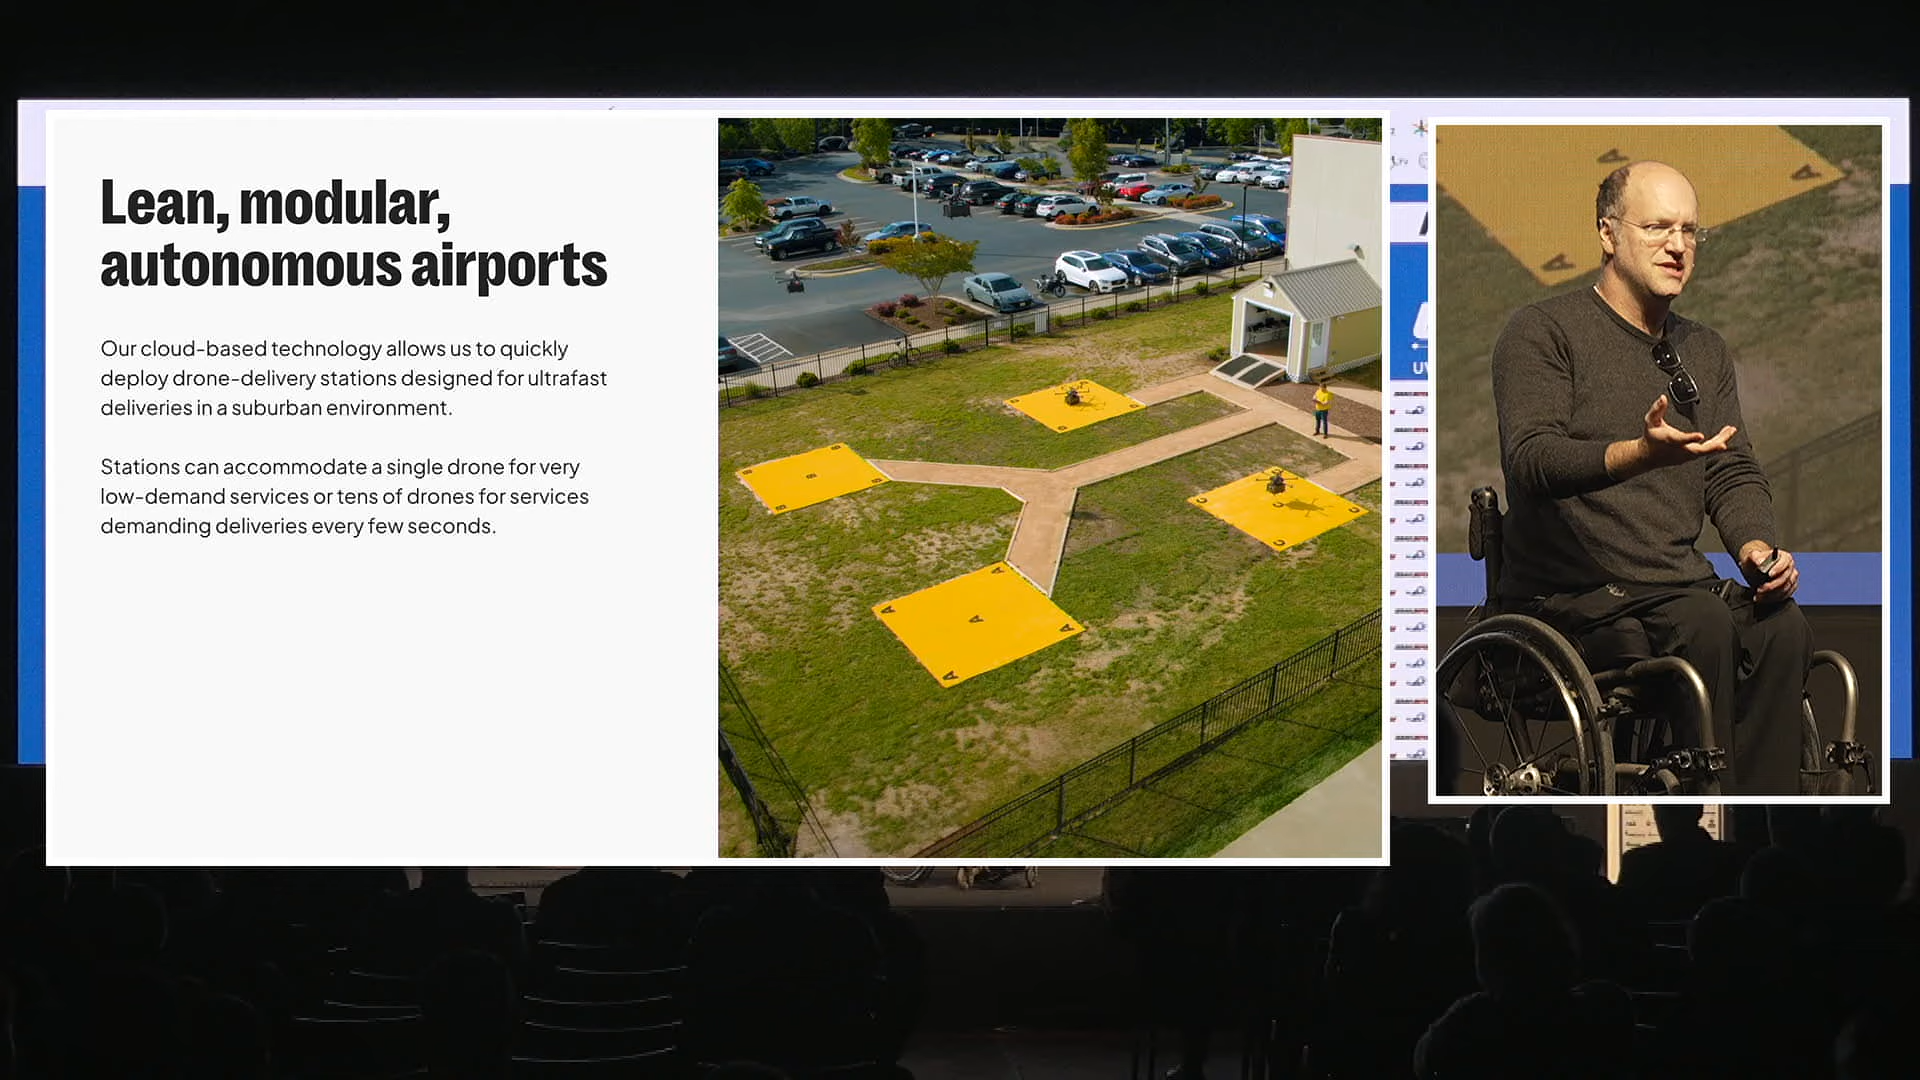 Lean, modular,
autonomous airports
Our cloud-based technology allows us to quickly
deploy drone-delivery stations designed for ultrafast
deliveries in a suburban environment.
Stations can accommodate a single drone for very
low-demand services or tens of drones for services
demanding deliveries every few seconds.
B
B
B
B
C
C
C
C
A
A
A
A
A
A
A
A
UV